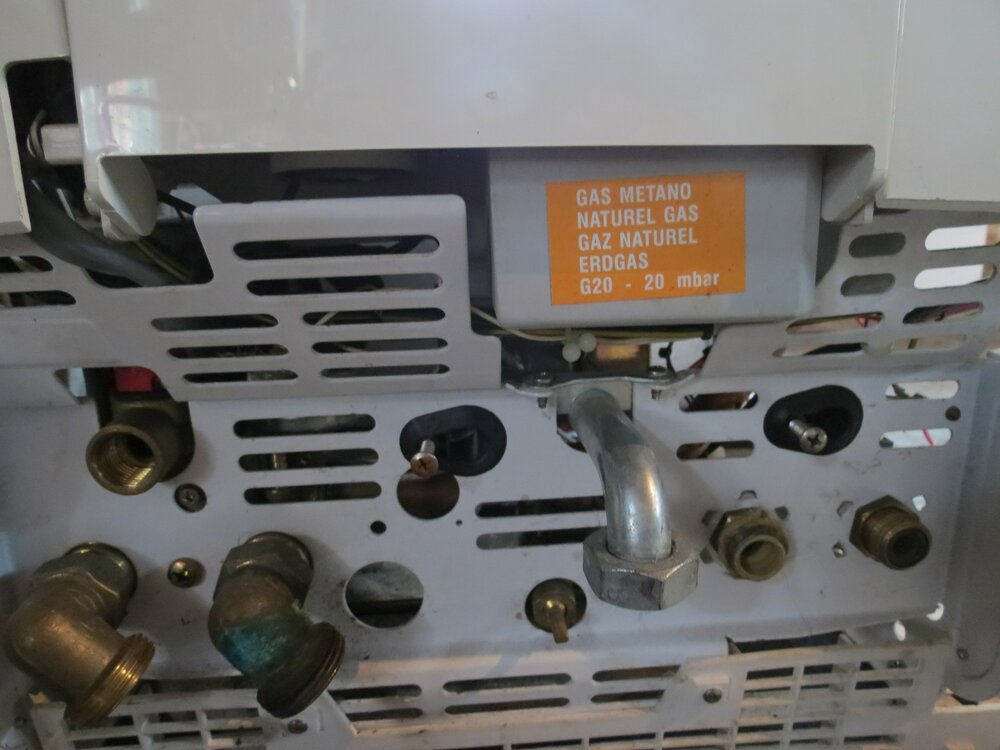 GAS METANO
NATUREL GAS
GAZ NATUREL
ERDGAS
G20 - 20 mbar